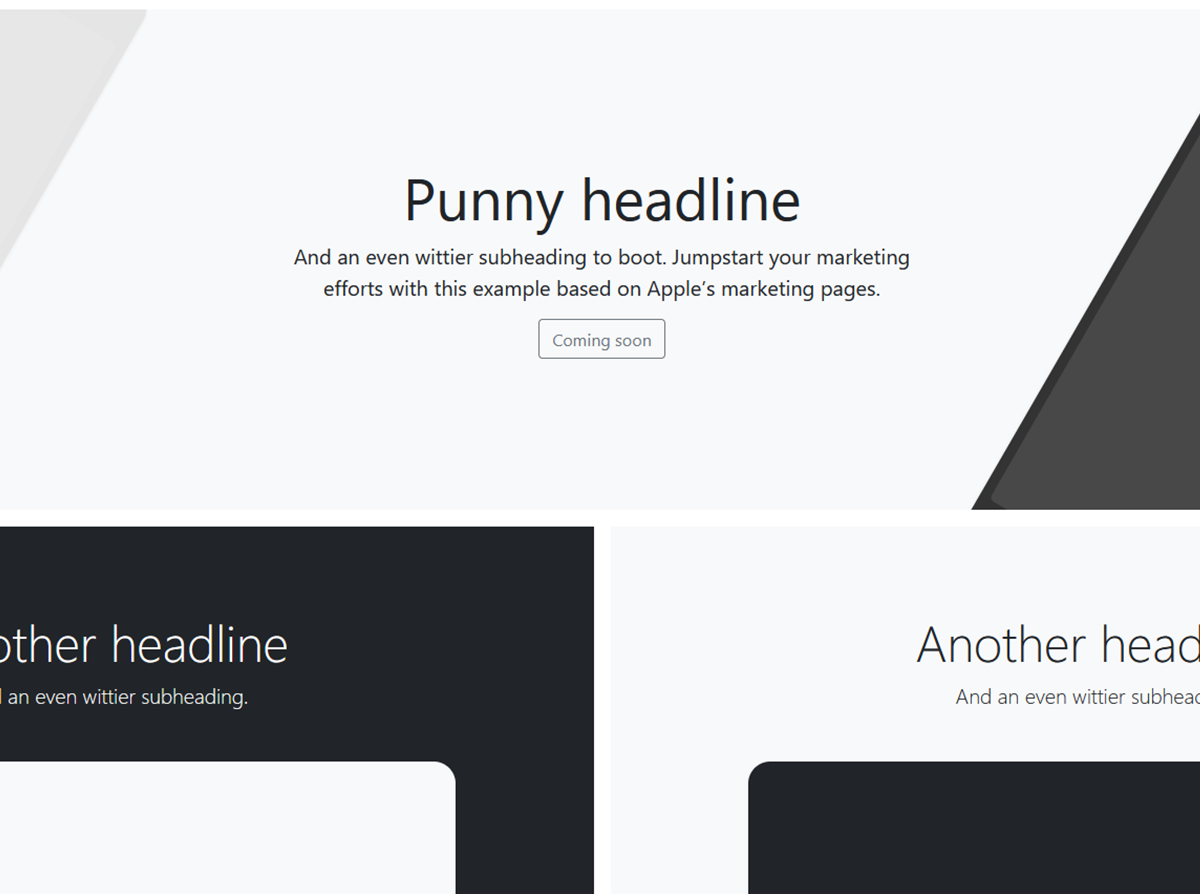 Punny headline
And an even wittier subheading to boot. Jumpstart your marketing
efforts with this example based on Apple’s marketing pages.
Coming soon
other headline
an even wittier subheading.
Another head
And an even wittier subhead